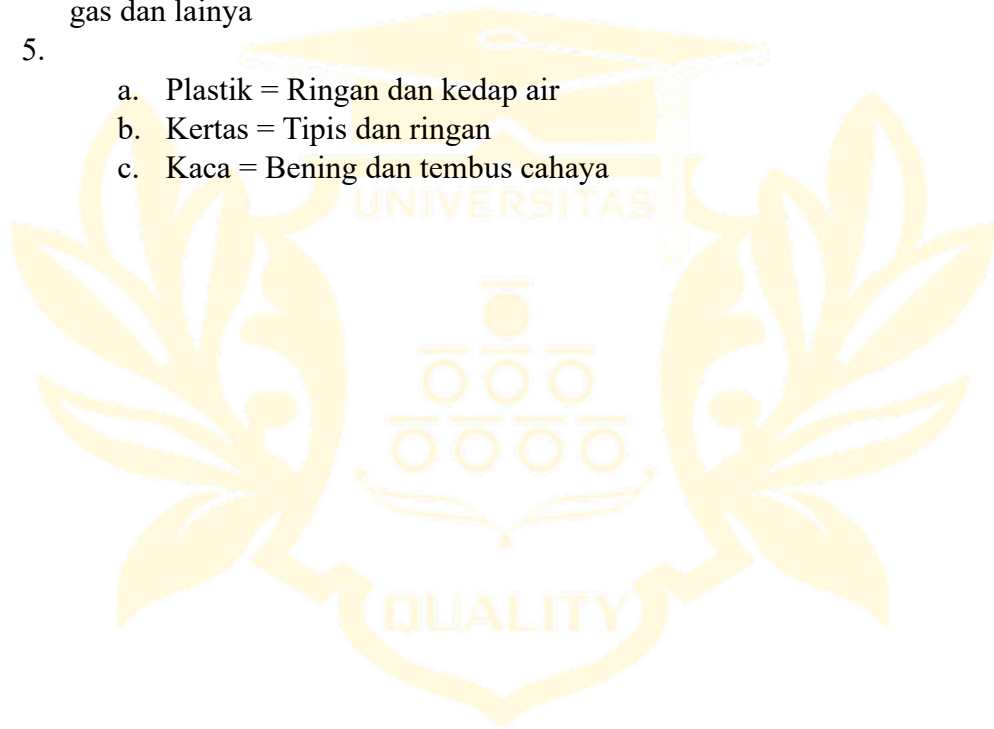 gas dan lainya
5.
a. Plastik = Ringan dan kedap air
b. Kertas = Tipis dan ringan
c. Kaca = Bening dan tembus cahaya
UNIVERSITAS
QUALITY